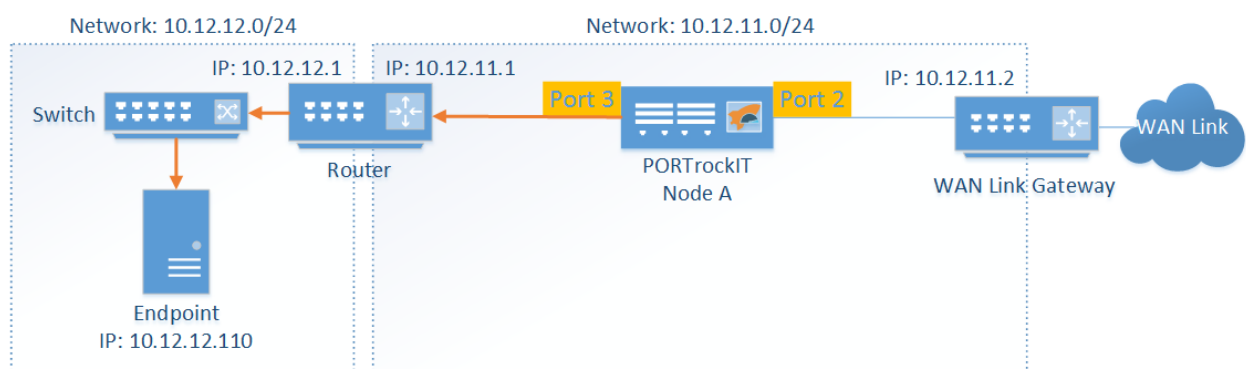 Network: 10.12.12.0/24
Network: 10.12.11.0/24
IP: 10.12.12.1
IP: 10.12.11.1
IP: 10.12.11.2
Port 3
Port 2
Switch
WAN Link
Router
PORTrockIT
Node A
WAN Link Gateway
Endpoint
IP: 10.12.12.110